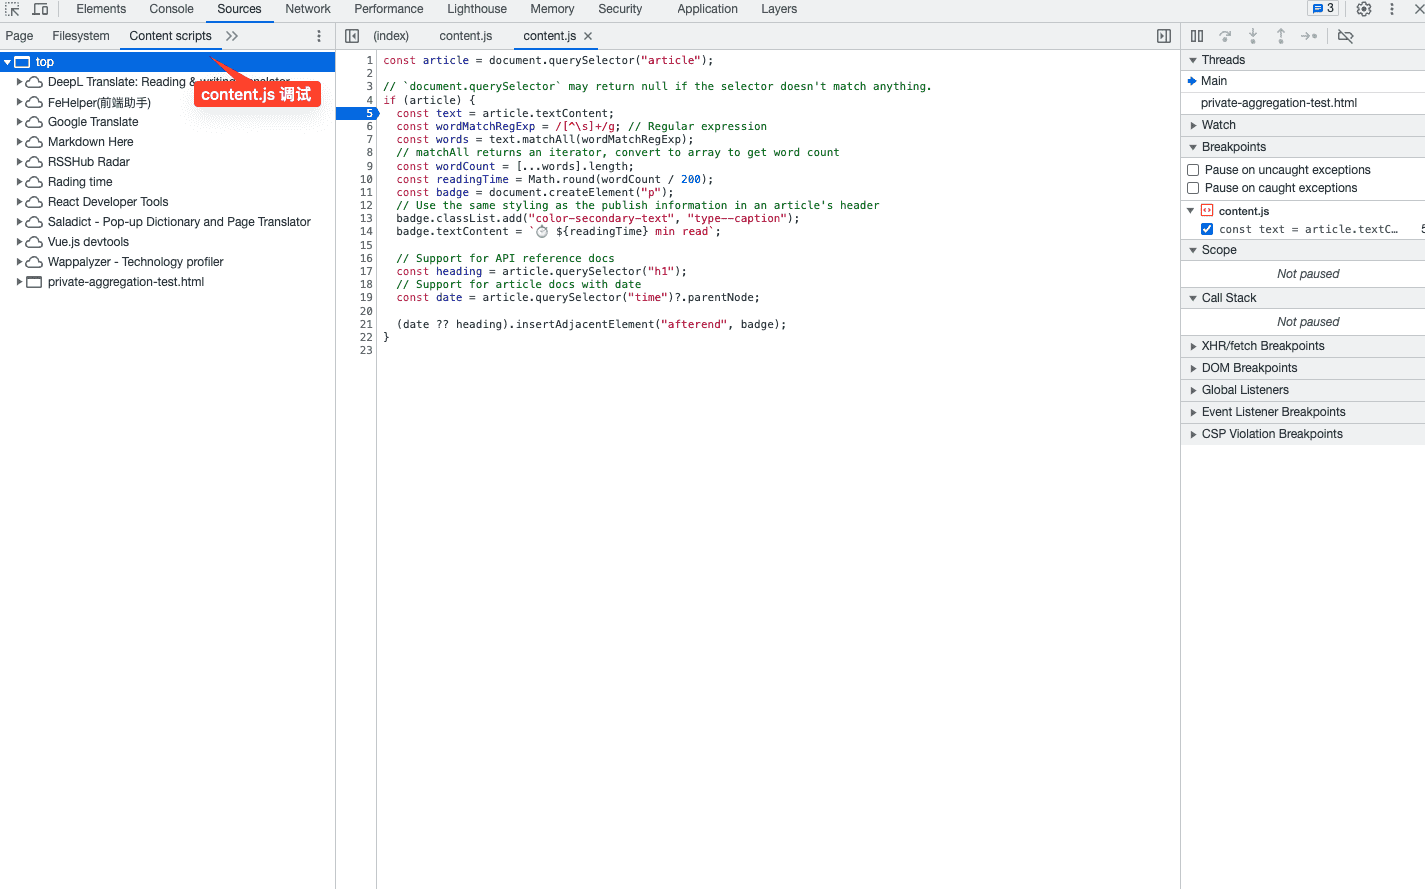 Elements Console Sources Network Performance Lighthouse Memory Security Application Layers 3
Page Filesystem Content scripts
(index) content.js content.js
top
DeepL Translate: Reading & writing translator
content.js 调试
FeHelper(前端助手)
Google Translate
Markdown Here
RSSHub Radar
Rading time
React Developer Tools
Saladict - Pop-up Dictionary and Page Translator
Vue.js devtools
Wappalyzer - Technology profiler
private-aggregation-test.html
1 const article = document.querySelector("article");
2
3 // `document.querySelector` may return null if the selector doesn't match anything.
4 if (article) {
5 const text = article.textContent;
6 const wordMatchRegExp = /[^\s]+/g; // Regular expression
7 const words = text.matchAll(wordMatchRegExp);
8 // matchAll returns an iterator, convert to array to get word count
9 const wordCount = [...words].length;
10 const readingTime = Math.round(wordCount / 200);
11 const badge = document.createElement("p");
12 // Use the same styling as the publish information in an article's header
13 badge.classList.add("color-secondary-text", "type--caption");
14 badge.textContent = `⏱️ ${readingTime} min read`;
15
16 // Support for API reference docs
17 const heading = article.querySelector("h1");
18 // Support for article docs with date
19 const date = article.querySelector("time")?.parentNode;
20
21 (date ?? heading).insertAdjacentElement("afterend", badge);
22 }
23
Threads
Main
private-aggregation-test.html
Watch
Breakpoints
Pause on uncaught exceptions
Pause on caught exceptions
content.js
const text = article.textC… 5
Scope
Not paused
Call Stack
Not paused
XHR/fetch Breakpoints
DOM Breakpoints
Global Listeners
Event Listener Breakpoints
CSP Violation Breakpoints